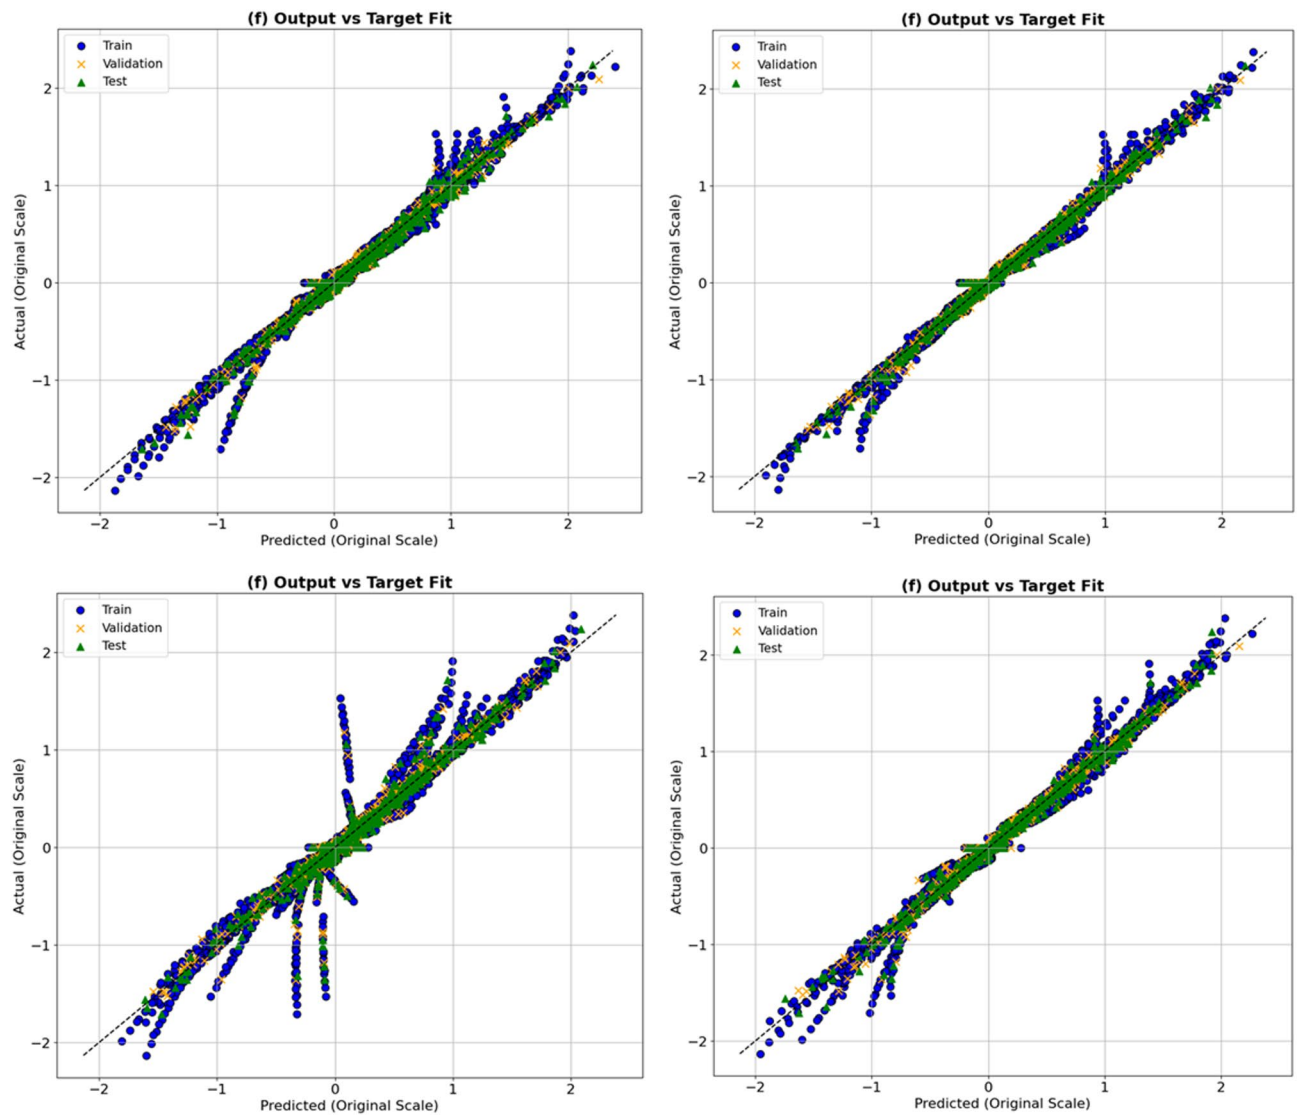 (f) Output vs Target Fit
Train
Validation
Test
2
1
0
−1
−2
Actual (Original Scale)
−2
−1
0
1
2
Predicted (Original Scale)
(f) Output vs Target Fit
Train
Validation
Test
2
1
0
−1
−2
Actual (Original Scale)
−2
−1
0
1
2
Predicted (Original Scale)
(f) Output vs Target Fit
Train
Validation
Test
2
1
0
−1
−2
Actual (Original Scale)
−2
−1
0
1
2
Predicted (Original Scale)
(f) Output vs Target Fit
Train
Validation
Test
2
1
0
−1
−2
Actual (Original Scale)
−2
−1
0
1
2
Predicted (Original Scale)